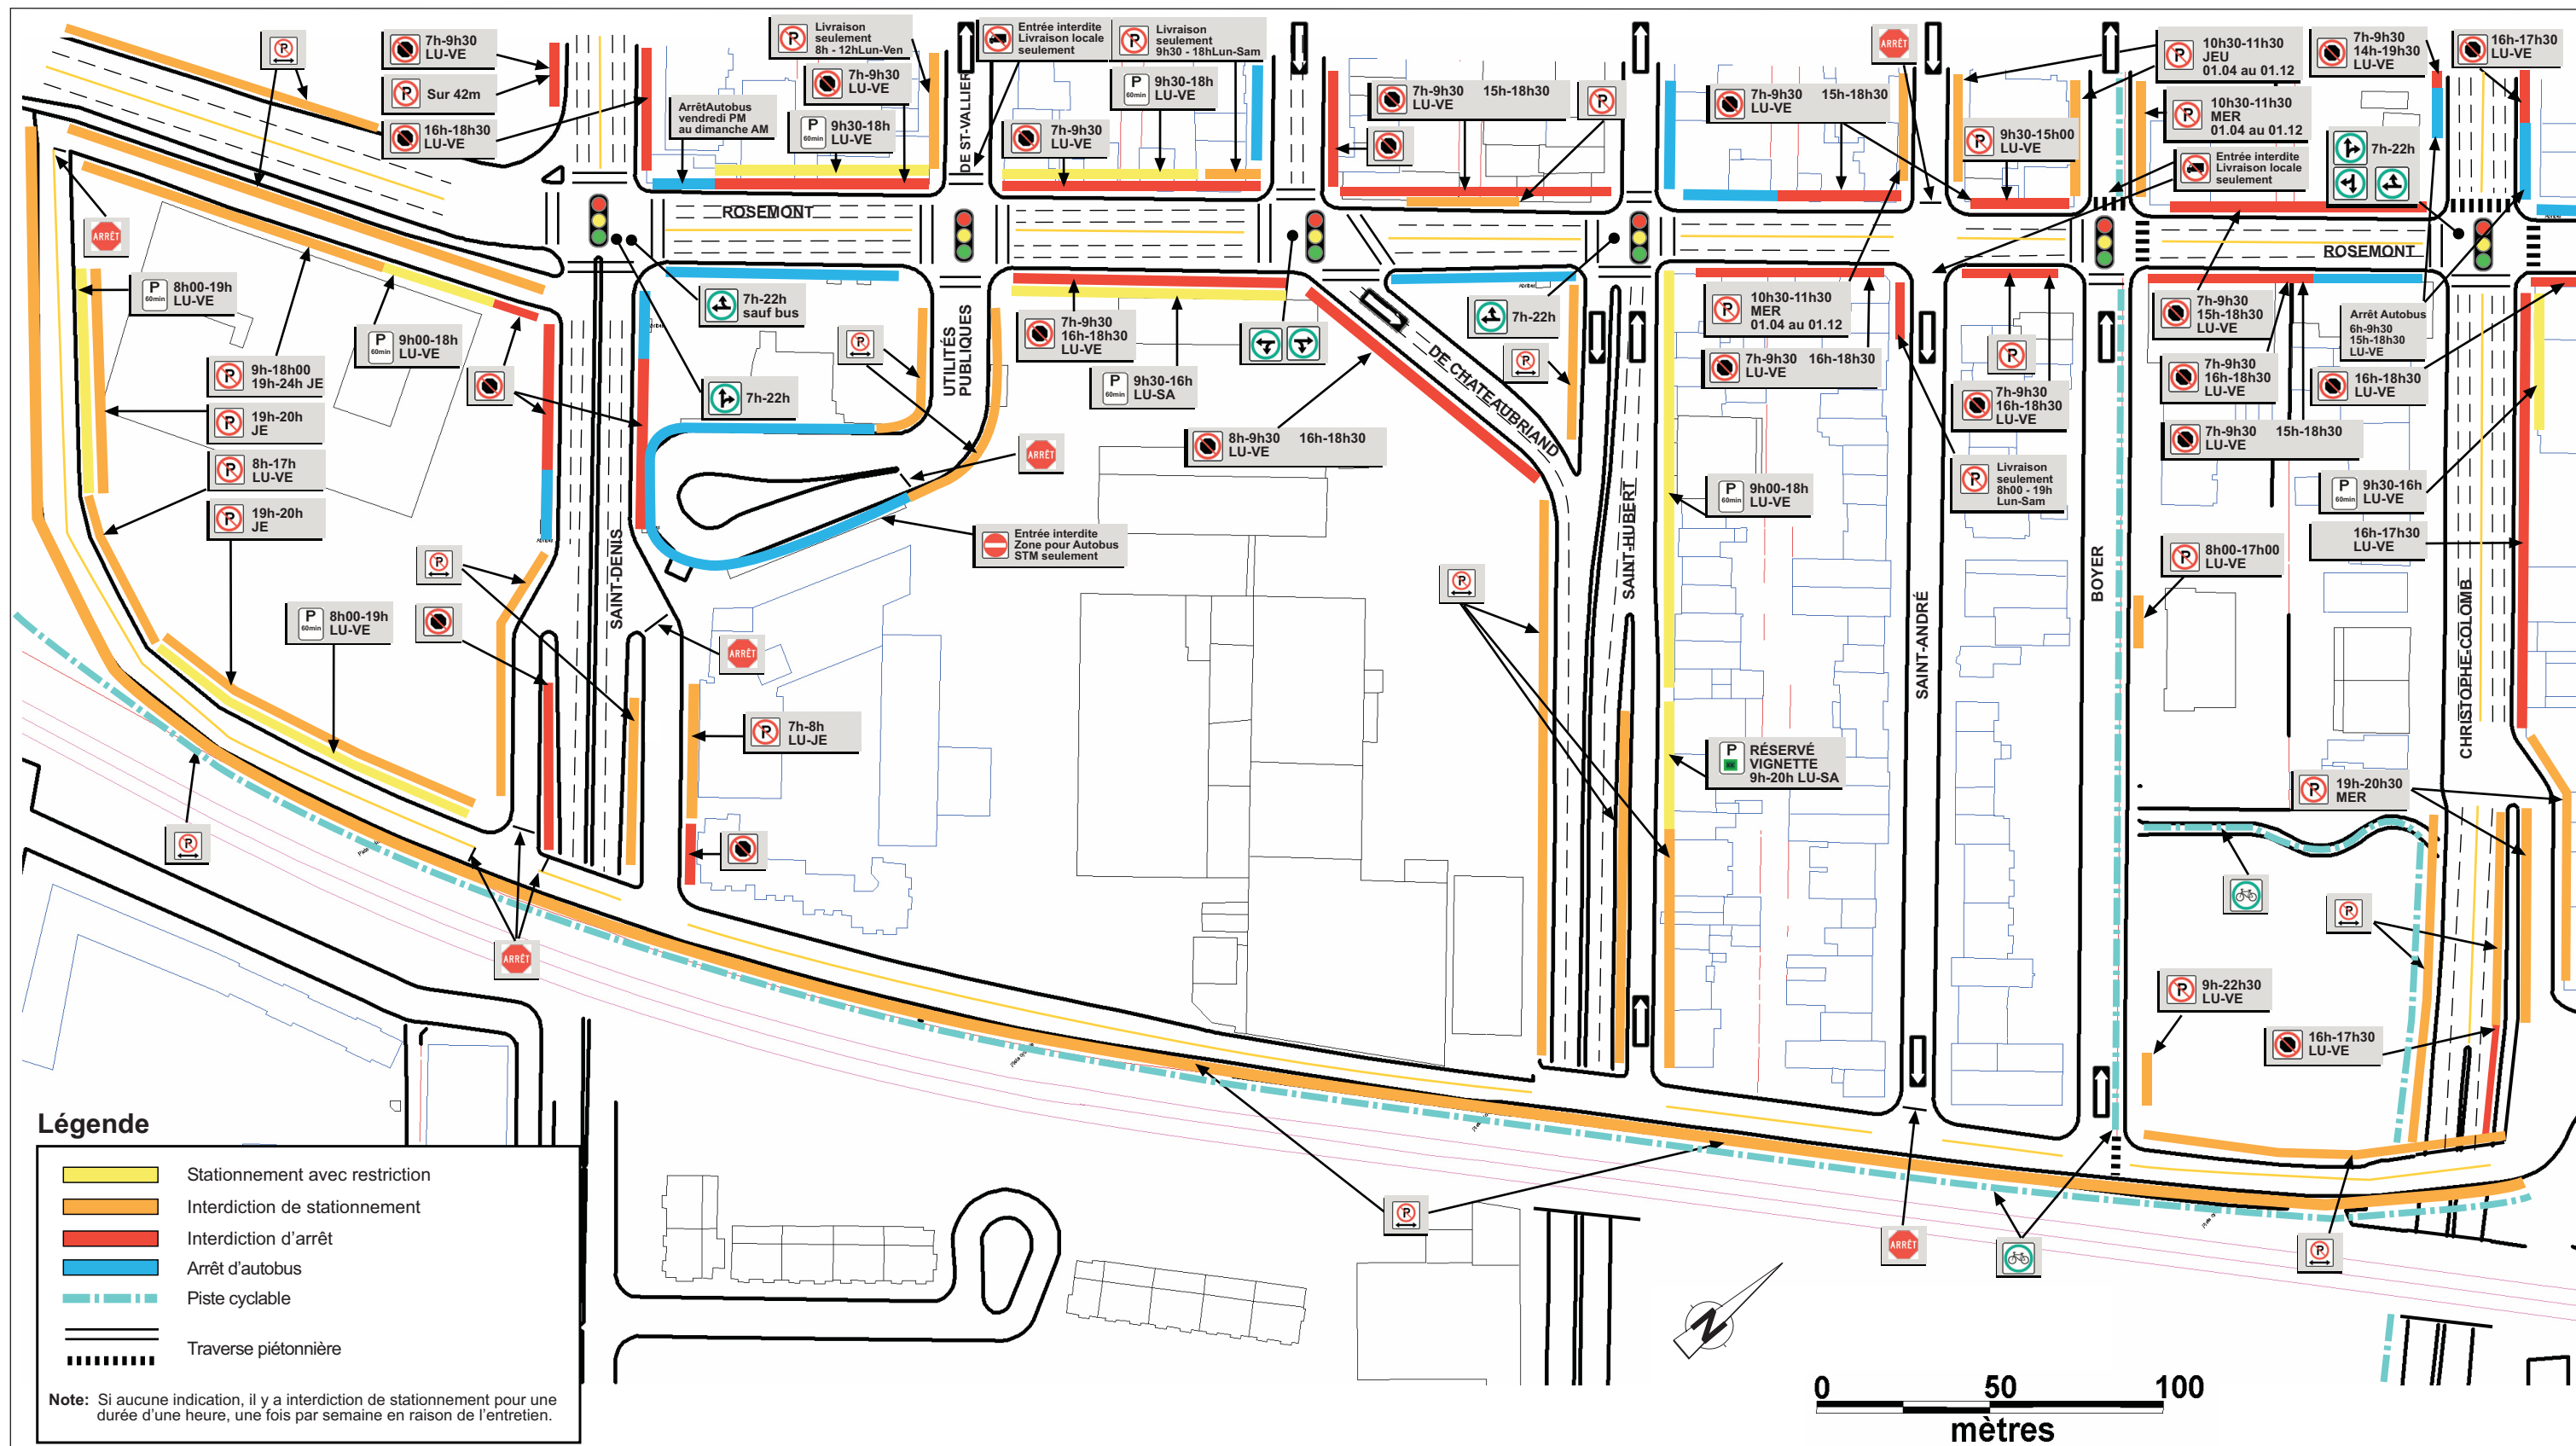 7h-9h30
LU-VE
P
Sur 42m
16h-18h30
LU-VE
Livraison
seulement
8h - 12hLun-Ven
7h-9h30
LU-VE
ArrêtAutobus
vendredi PM
au dimanche AM
P
60min
9h30-18h
LU-VE
DE ST-VALLIER
Entrée interdite
Livraison locale
seulement
Livraison
seulement
9h30 - 18hLun-Sam
P
60min
9h30-18h
LU-VE
7h-9h30
LU-VE
7h-9h30 15h-18h30
LU-VE
P
7h-9h30 15h-18h30
LU-VE
ARRÊT
10h30-11h30
JEU
01.04 au 01.12
10h30-11h30
MER
01.04 au 01.12
9h30-15h00
LU-VE
Entrée interdite
Livraison locale
seulement
7h-9h30
14h-19h30
LU-VE
16h-17h30
LU-VE
7h-22h
ROSEMONT
ROSEMONT
ARRÊT
P
60min
8h00-19h
LU-VE
9h-18h00
19h-24h JE
19h-20h
JE
8h-17h
LU-VE
19h-20h
JE
P
60min
9h00-18h
LU-VE
7h-22h
sauf bus
7h-22h
UTILITÉS
PUBLIQUES
ARRÊT
7h-9h30
16h-18h30
LU-VE
P
60min
9h30-16h
LU-SA
8h-9h30 16h-18h30
LU-VE
Entrée interdite
Zone pour Autobus
STM seulement
DE CHATEAUBRIAND
7h-22h
10h30-11h30
MER
01.04 au 01.12
7h-9h30 16h-18h30
LU-VE
P
60min
9h00-18h
LU-VE
7h-9h30
16h-18h30
LU-VE
Livraison
seulement
8h00 - 19h
Lun-Sam
7h-9h30
15h-18h30
LU-VE
7h-9h30
16h-18h30
LU-VE
7h-9h30 15h-18h30
LU-VE
Arrêt Autobus
6h-9h30
15h-18h30
LU-VE
16h-18h30
LU-VE
P
60min
9h30-16h
LU-VE
16h-17h30
LU-VE
8h00-17h00
LU-VE
SAINT-DENIS
SAINT-HUBERT
SAINT-ANDRÉ
BOYER
CHRISTOPHE-COLOMB
P
60min
8h00-19h
LU-VE
ARRÊT
7h-8h
LU-JE
P
RÉSERVÉ
VIGNETTE
9h-20h LU-SA
19h-20h30
MER
9h-22h30
LU-VE
16h-17h30
LU-VE
ARRÊT
ARRÊT
N
Légende
Stationnement avec restriction
Interdiction de stationnement
Interdiction d'arrêt
Arrêt d'autobus
Piste cyclable
Traverse piétonnière
Note: Si aucune indication, il y a interdiction de stationnement pour une
durée d'une heure, une fois par semaine en raison de l'entretien.
0 50 100
mètres